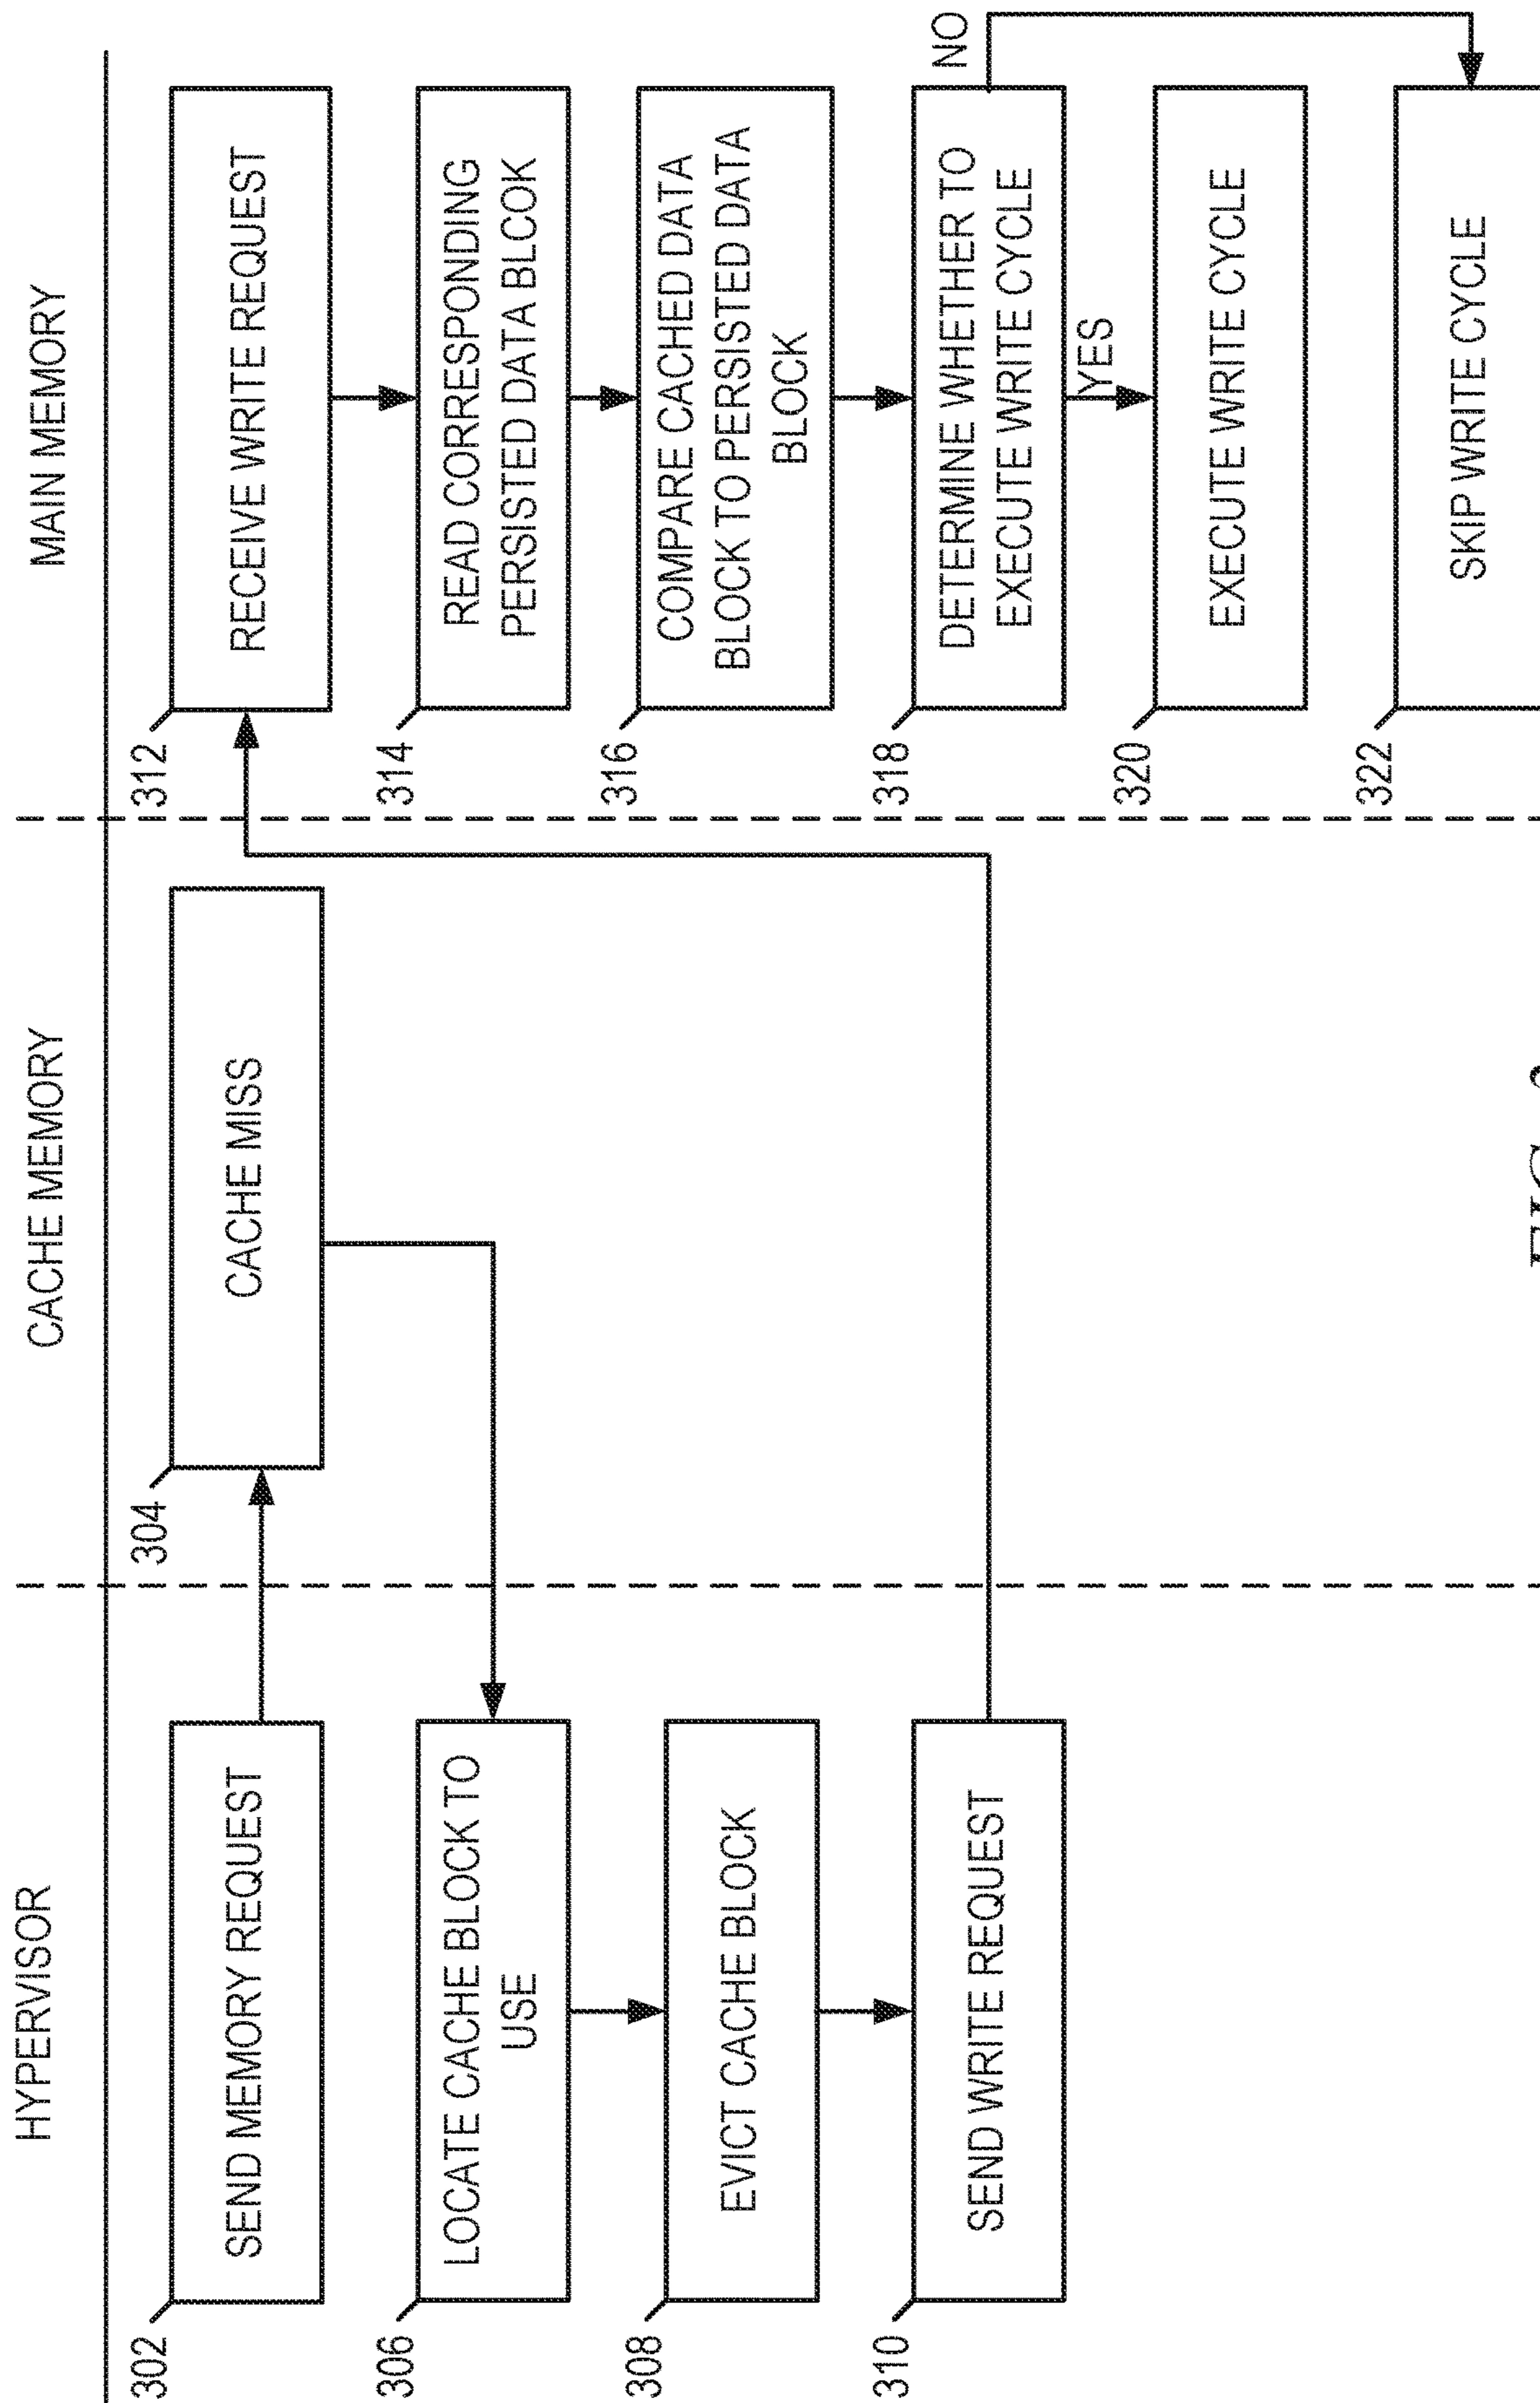 HYPERVISOR
CACHE MEMORY
MAIN MEMORY
302
SEND MEMORY REQUEST
304
CACHE MISS
306
LOCATE CACHE BLOCK TO
USE
308
EVICT CACHE BLOCK
310
SEND WRITE REQUEST
312
RECEIVE WRITE REQUEST
314
READ CORRESPONDING
PERSISTED DATA BLCOK
316
COMPARE CACHED DATA
BLOCK TO PERSISTED DATA
BLOCK
318
DETERMINE WHETHER TO
EXECUTE WRITE CYCLE
NO
YES
320
EXECUTE WRITE CYCLE
322
SKIP WRITE CYCLE